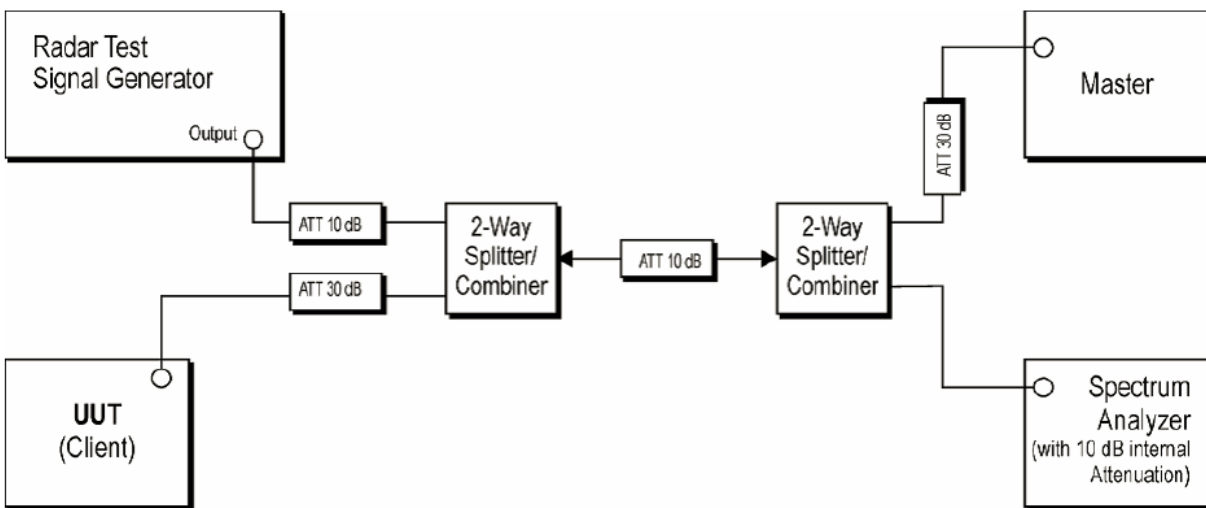 Radar Test
Signal Generator
Output
ATT 10 dB
ATT 30 dB
UUT
(Client)
2-Way
Splitter/
Combiner
ATT 10 dB
2-Way
Splitter/
Combiner
ATT 30 dB
Master
Spectrum
Analyzer
(with 10 dB internal
Attenuation)